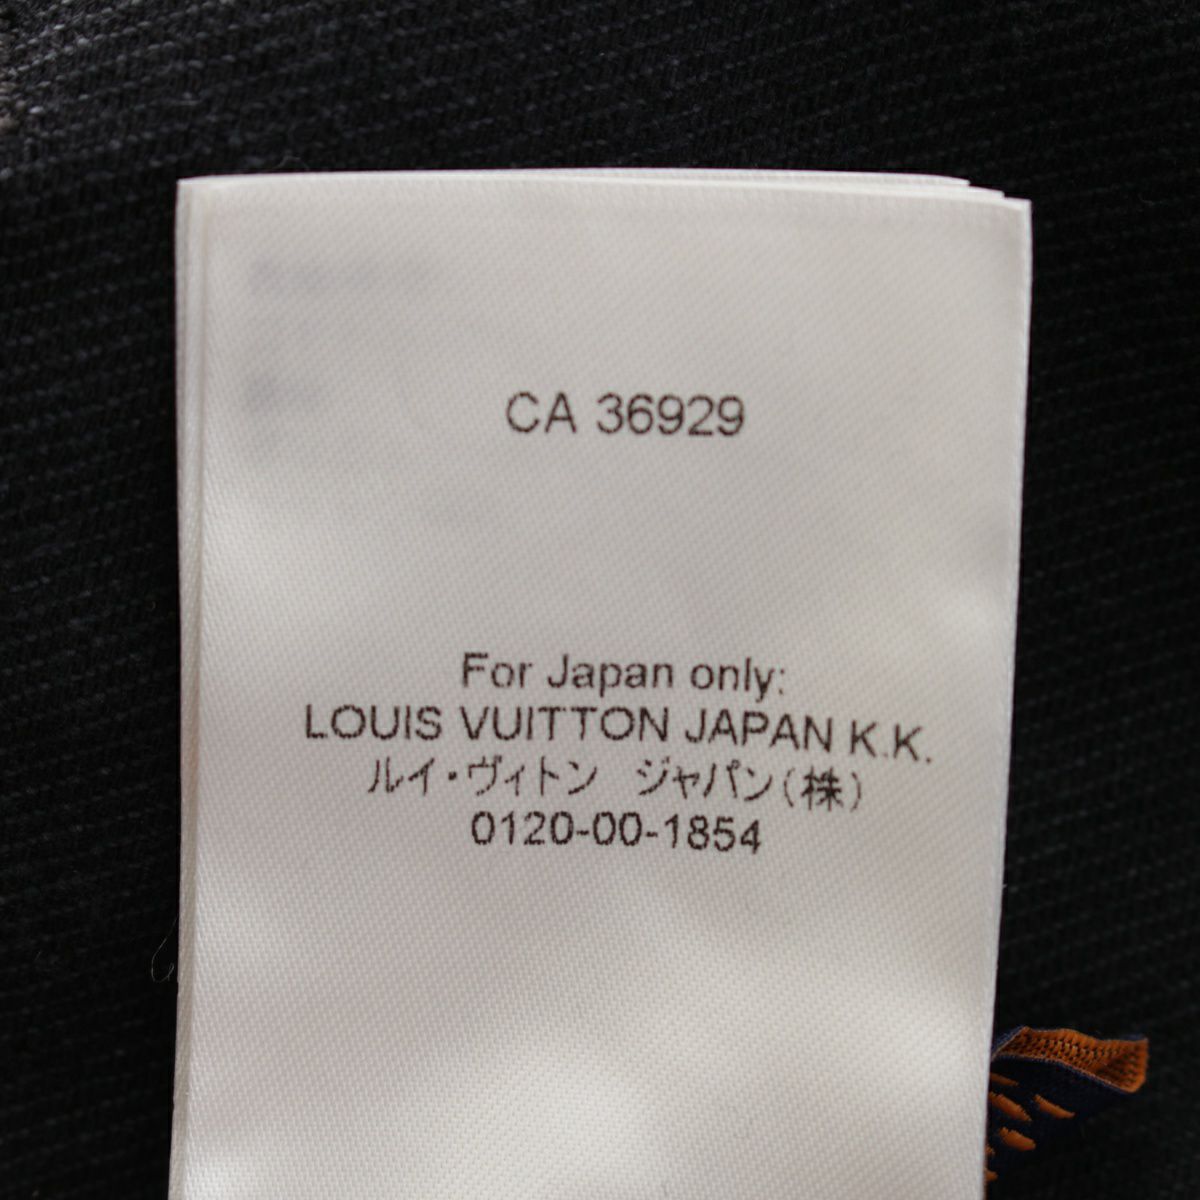 CA 36929
For Japan only:
LOUIS VUITTON JAPAN K.K.
ルイ・ヴィトン　ジャパン(株)
0120-00-1854